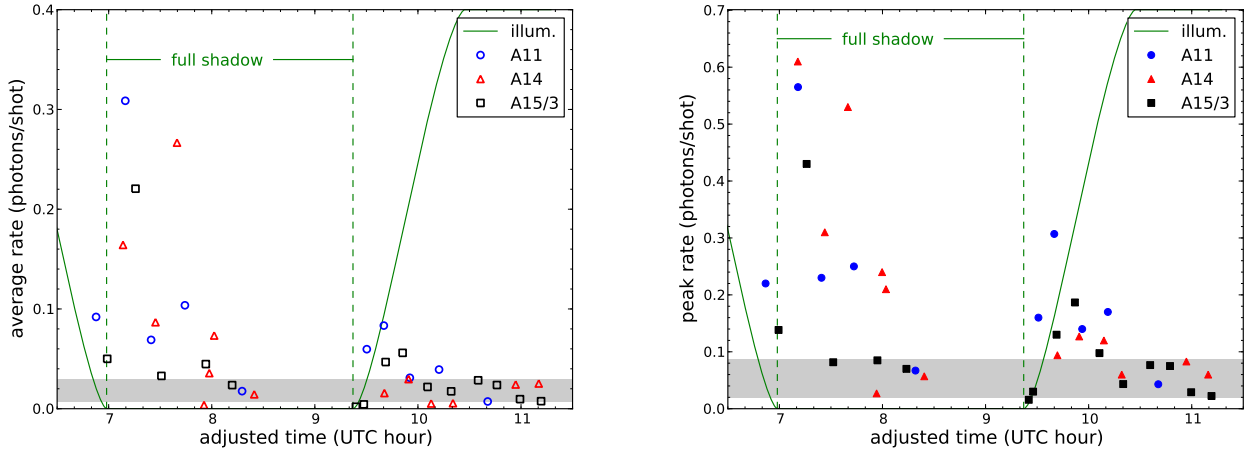 0.4
0.3
0.2
0.1
0.0
average rate (photons/shot)
full shadow
illum.
A11
A14
A15/3
7
8
9
10
11
adjusted time (UTC hour)
0.7
0.6
0.5
0.4
0.3
0.2
0.1
0.0
peak rate (photons/shot)
full shadow
illum.
A11
A14
A15/3
7
8
9
10
11
adjusted time (UTC hour)